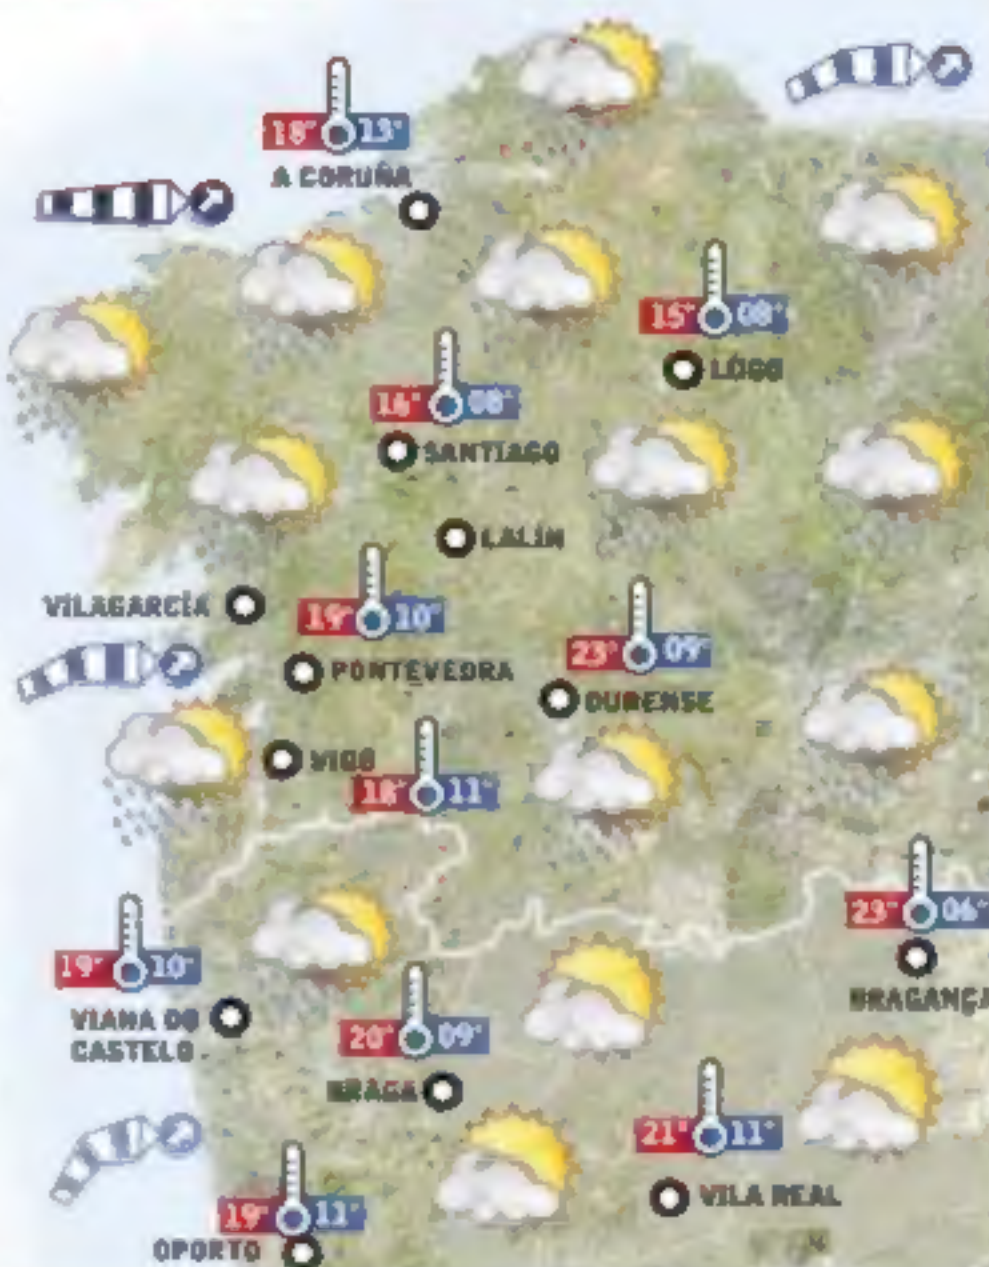 18° 13°
A CORUÑA
15° 08°
LUGO
16° 08°
SANTIAGO
LALÍN
VILAGARCÍA
19° 10°
PONTEVEDRA
23° 09°
OURENSE
VIGO
18° 11°
23° 06°
BRAGANÇA
19° 10°
VIANA DO
CASTELO
20° 09°
BRAGA
21° 11°
VILA REAL
19° 11°
OPORTO